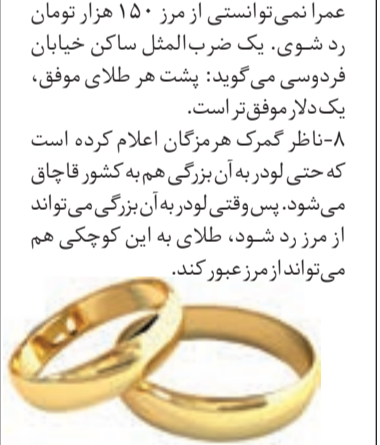 عمرا نمی‌توانستی از مرز ۱۵۰ هزار تومان
رد شوی. یک ضرب‌المثل ساکن خیابان
فردوسی می‌گوید: پشت هر طلای موفق،
یک دلار موفق‌تر است.
۸-ناظر گمرک هرمزگان اعلام کرده است
که حتی لودر به آن بزرگی هم به کشور قاچاق
می‌شود. پس وقتی لودر به آن بزرگی می‌تواند
از مرز رد شود، طلای به این کوچکی هم
می‌تواند از مرز عبور کند.